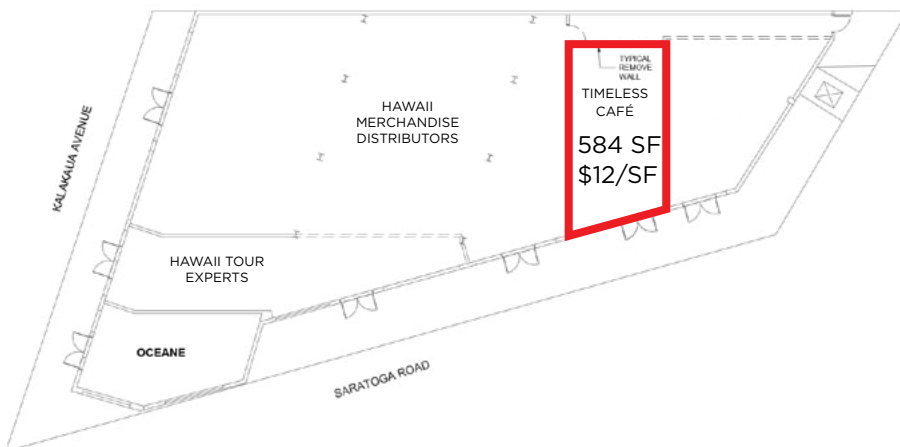 TYPICAL
REMOVE
WALL
TIMELESS
CAFÉ
584 SF
$12/SF
HAWAII
MERCHANDISE
DISTRIBUTORS
KALAKAUA AVENUE
HAWAII TOUR
EXPERTS
OCEANE
SARATOGA ROAD